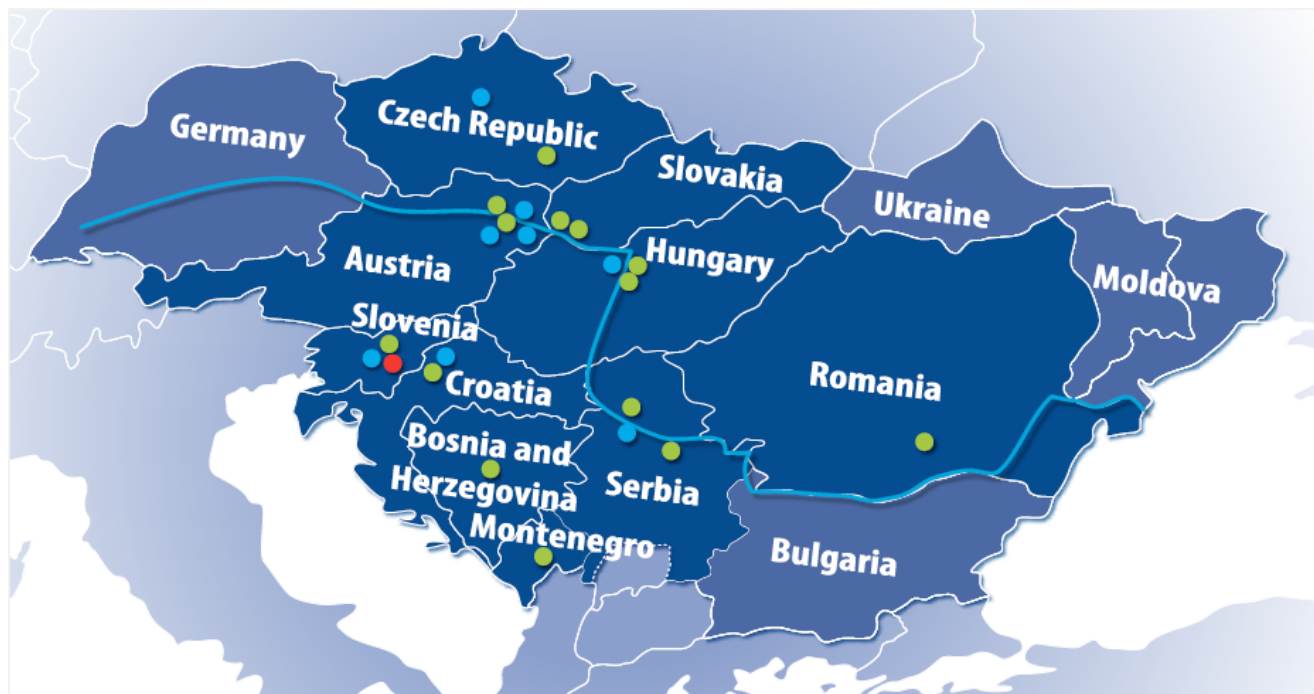 Germany
Czech Republic
Slovakia
Ukraine
Hungary
Moldova
Austria
Slovenia
Croatia
Romania
Bosnia and
Herzegovina
Serbia
Montenegro
Bulgaria